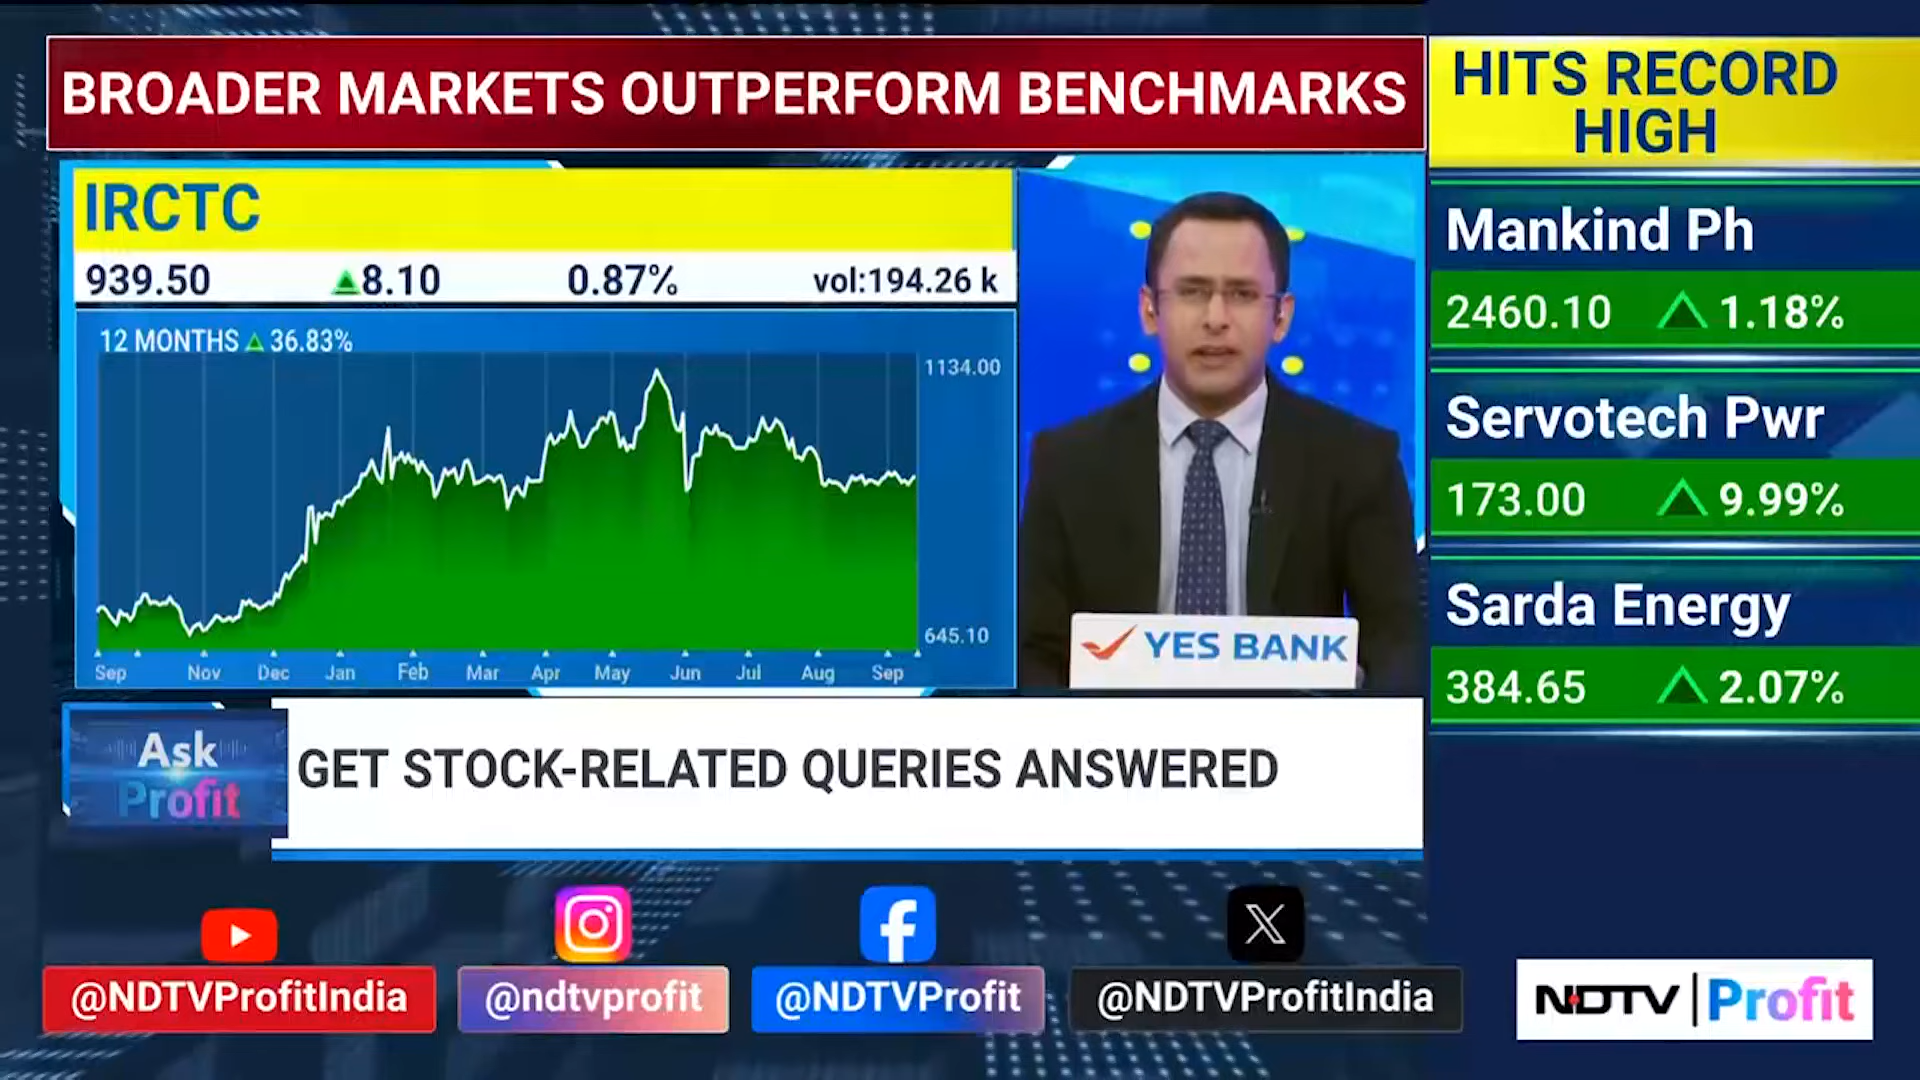 BROADER MARKETS OUTPERFORM BENCHMARKS
IRCTC
939.50 8.10 0.87% vol:194.26 k
12 MONTHS 36.83%
1134.00
645.10
Sep Nov Dec Jan Feb Mar Apr May Jun Jul Aug Sep
YES BANK
HITS RECORD
HIGH
Mankind Ph
2460.10 1.18%
Servotech Pwr
173.00 9.99%
Sarda Energy
384.65 2.07%
Ask
Profit
GET STOCK-RELATED QUERIES ANSWERED
@NDTVProfitIndia @ndtvprofit @NDTVProfit @NDTVProfitIndia
NDTV Profit